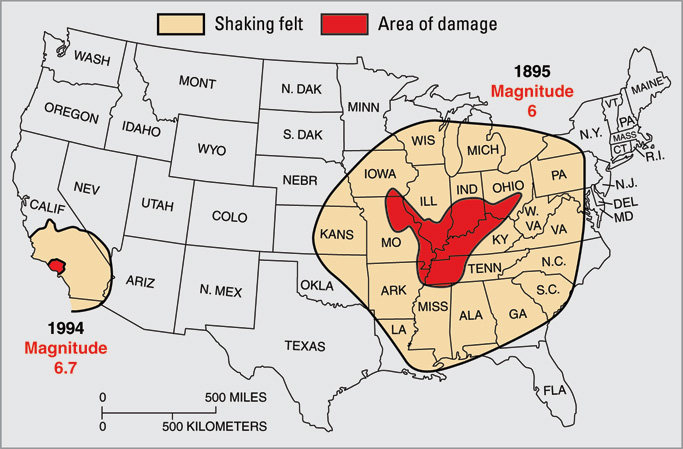 Shaking felt
Area of damage
1895
Magnitude
6
WASH
MONT
N. DAK
MINN
MAINE
VT
PA
N.Y.
MASS
CT
R.I.
OREGON
IDAHO
S. DAK
WIS
MICH
WYO
IOWA
NEBR
ILL
IND
OHIO
PA
N.J.
DEL
MD
NEV
UTAH
COLO
CALIF
KANS
MO
W.
VA
VA
KY
N.C.
TENN
ARIZ
N. MEX
OKLA
ARK
S.C.
MISS
ALA
GA
LA
TEXAS
FLA
1994
Magnitude
6.7
0 500 MILES
0 500 KILOMETERS